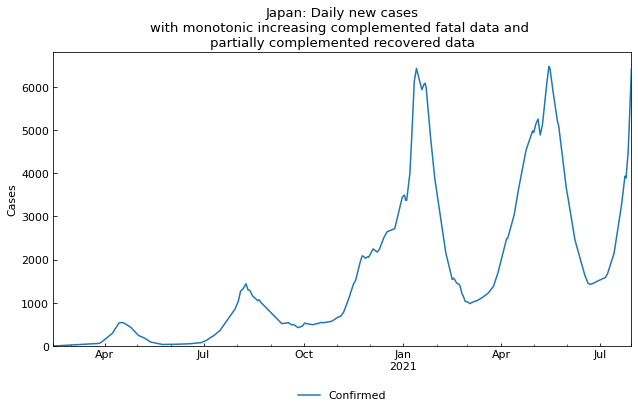 Japan: Daily new cases
with monotonic increasing complemented fatal data and
partially complemented recovered data
6000
5000
4000
3000
2000
1000
0
Cases
Apr
Jul
Oct
Jan
2021
Apr
Jul
Confirmed